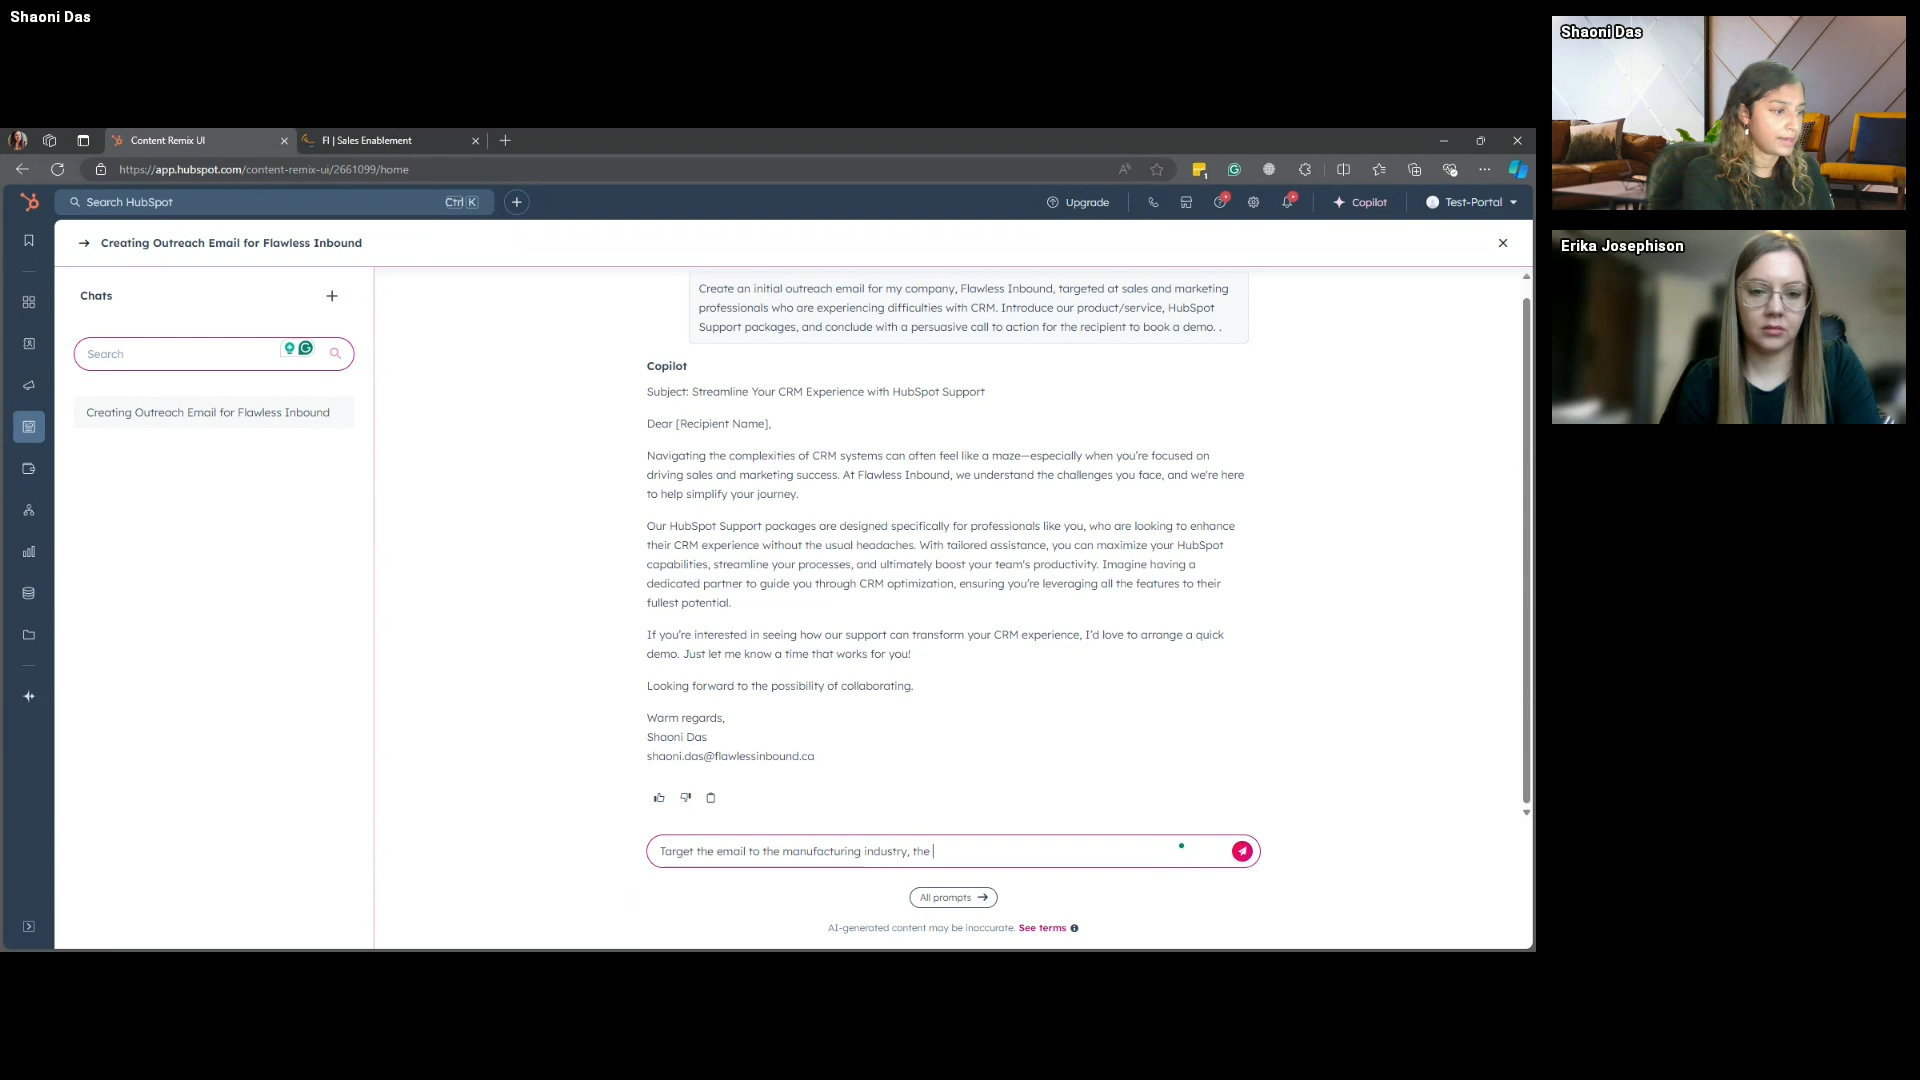 Shaoni Das
Shaoni Das
Erika Josephison
Content Remix UI
FI | Sales Enablement
https://app.hubspot.com/content-remix-ui/2661099/home
Search HubSpot
Ctrl K
Upgrade
Copilot
Test-Portal
Creating Outreach Email for Flawless Inbound
Chats
Search
Creating Outreach Email for Flawless Inbound
Create an initial outreach email for my company, Flawless Inbound, targeted at sales and marketing
professionals who are experiencing difficulties with CRM. Introduce our product/service, HubSpot
Support packages, and conclude with a persuasive call to action for the recipient to book a demo. .
Copilot
Subject: Streamline Your CRM Experience with HubSpot Support
Dear [Recipient Name],
Navigating the complexities of CRM systems can often feel like a maze—especially when you're focused on
driving sales and marketing success. At Flawless Inbound, we understand the challenges you face, and we're here
to help simplify your journey.
Our HubSpot Support packages are designed specifically for professionals like you, who are looking to enhance
their CRM experience without the usual headaches. With tailored assistance, you can maximize your HubSpot
capabilities, streamline your processes, and ultimately boost your team's productivity. Imagine having a
dedicated partner to guide you through CRM optimization, ensuring you're leveraging all the features to their
fullest potential.
If you're interested in seeing how our support can transform your CRM experience, I'd love to arrange a quick
demo. Just let me know a time that works for you!
Looking forward to the possibility of collaborating.
Warm regards,
Shaoni Das
shaoni.das@flawlessinbound.ca
Target the email to the manufacturing industry, the
All prompts
AI-generated content may be inaccurate. See terms